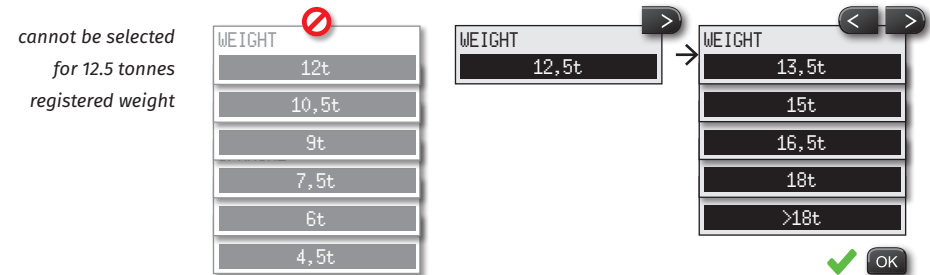 cannot be selected
for 12.5 tonnes
registered weight
WEIGHT
12t
10,5t
9t
7,5t
6t
4,5t
>
WEIGHT
12,5t
→
< >
WEIGHT
13,5t
15t
16,5t
18t
>18t
OK